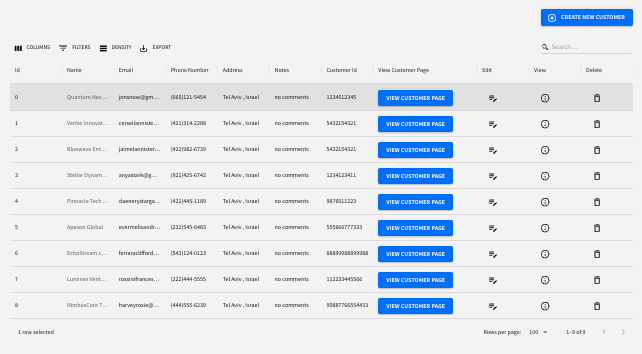 CREATE NEW CUSTOMER
COLUMNS FILTERS DENSITY EXPORT Search...
Id Name Email Phone Number Address Notes Customer Id View Customer Page Edit View Delete
0 Quantum Nex... jonsnow@gm... (665)121-5454 Tel Aviv , Israel no comments 1234512345 VIEW CUSTOMER PAGE
1 Vertex Innovat... cerseilanniste... (421)314-2288 Tel Aviv , Israel no comments 5432154321 VIEW CUSTOMER PAGE
2 Bluewave Ent... jaimelannister... (422)982-6739 Tel Aviv , Israel no comments 5432154321 VIEW CUSTOMER PAGE
3 Stellar Dynam... anyastark@g... (921)425-6742 Tel Aviv , Israel no comments 1234123411 VIEW CUSTOMER PAGE
4 Pinnacle Tech ... daenerystarga... (421)445-1189 Tel Aviv , Israel no comments 9876511223 VIEW CUSTOMER PAGE
5 Apexon Global evermelisandr... (232)545-6483 Tel Aviv , Israel no comments 555666777333 VIEW CUSTOMER PAGE
6 EchoStream L... ferraraclifford... (543)124-0123 Tel Aviv , Israel no comments VIEW CUSTOMER PAGE
7 Luminex Vent... rossinifrances... (222)444-5555 Tel Aviv , Israel no comments 112233445566 VIEW CUSTOMER PAGE
8 NimbusCore T... harveyroxie@... (444)555-6239 Tel Aviv , Israel no comments 99887766554433 VIEW CUSTOMER PAGE
1 row selected Rows per page: 100 1–9 of 9